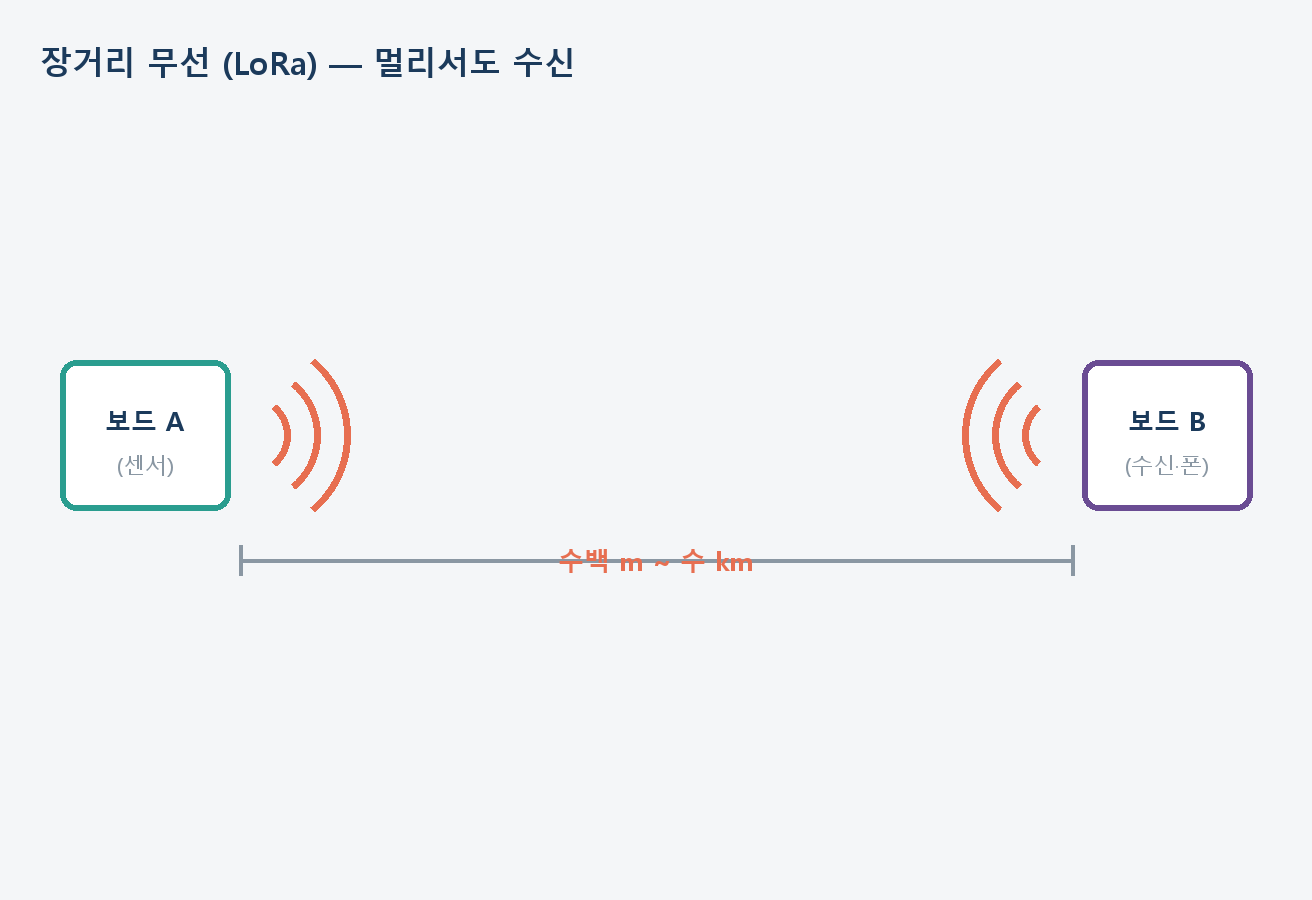 장거리 무선 (LoRa) — 멀리서도 수신
보드 A
(센서)
보드 B
(수신·폰)
수백 m ~ 수 km